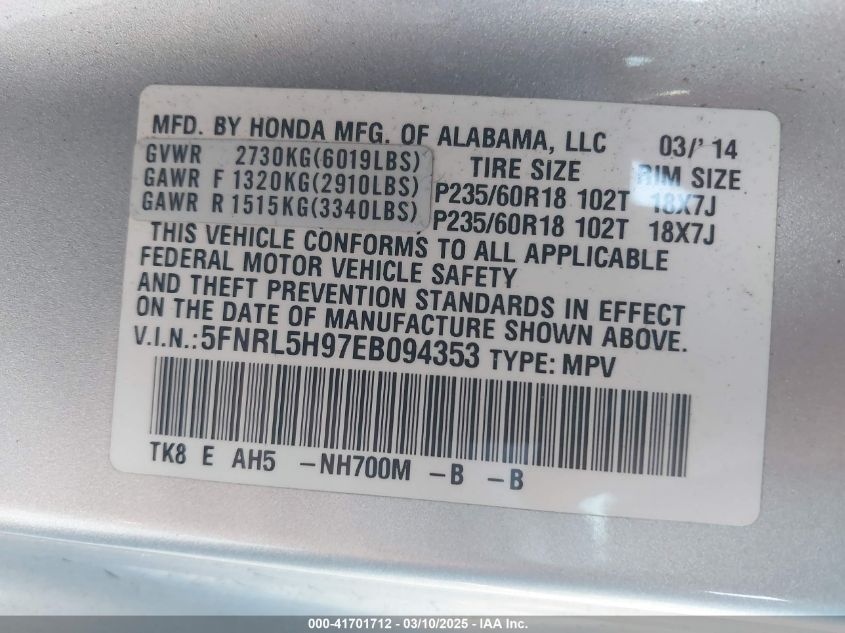 MFD. BY HONDA MFG. OF ALABAMA, LLC 03/' 14
GVWR 2730KG(6019LBS) TIRE SIZE RIM SIZE
GAWR F 1320KG(2910LBS) P235/60R18 102T 18X7J
GAWR R 1515KG(3340LBS) P235/60R18 102T 18X7J
THIS VEHICLE CONFORMS TO ALL APPLICABLE
FEDERAL MOTOR VEHICLE SAFETY
AND THEFT PREVENTION STANDARDS IN EFFECT
ON THE DATE OF MANUFACTURE SHOWN ABOVE.
V.I.N.:5FNRL5H97EB094353 TYPE: MPV
TK8 E AH5 -NH700M -B -B
000-41701712 — 03/10/2025 — IAA Inc.